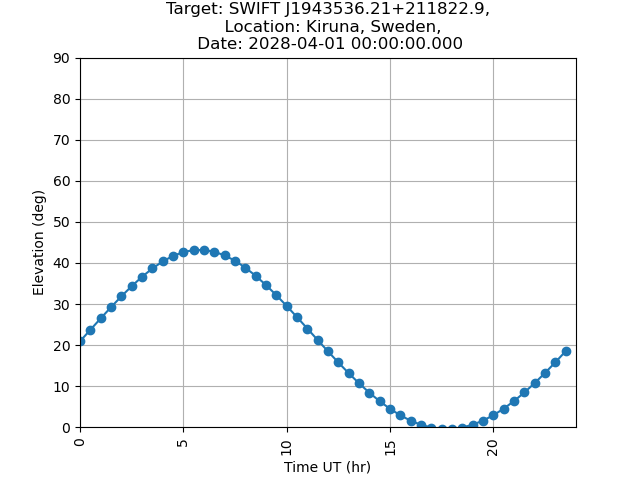 Target: SWIFT J1943536.21+211822.9,
Location: Kiruna, Sweden,
Date: 2028-04-01 00:00:00.000
90
80
70
60
50
40
30
20
10
0
Elevation (deg)
0 5 10 15 20
Time UT (hr)